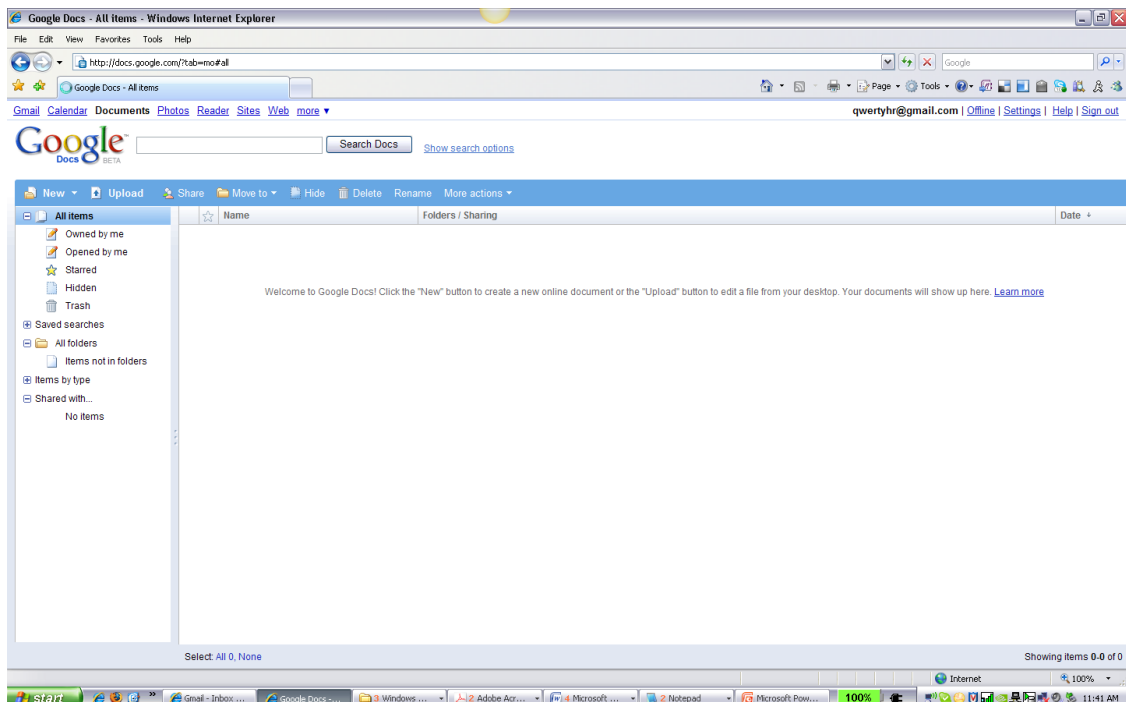 Google Docs - All items - Windows Internet Explorer
File Edit View Favorites Tools Help
http://docs.google.com/?tab=mo#all
Google
Google Docs - All items
Page Tools
Gmail Calendar Documents Photos Reader Sites Web more ▼
qwertyhr@gmail.com | Offline | Settings | Help | Sign out
Google Docs BETA
Search Docs
Show search options
New Upload Share Move to Hide Delete Rename More actions
All items
Name Folders / Sharing Date
Owned by me
Opened by me
Starred
Hidden
Welcome to Google Docs! Click the "New" button to create a new online document or the "Upload" button to edit a file from your desktop. Your documents will show up here. Learn more
Trash
Saved searches
All folders
Items not in folders
Items by type
Shared with...
No items
Select: All 0, None
Showing items 0-0 of 0
Internet 100%
start Gmail - Inbox ... Google Docs - ... 3 Windows ... 2 Adobe Acr... 4 Microsoft ... 2 Notepad Microsoft Pow... 100% 11:41 AM